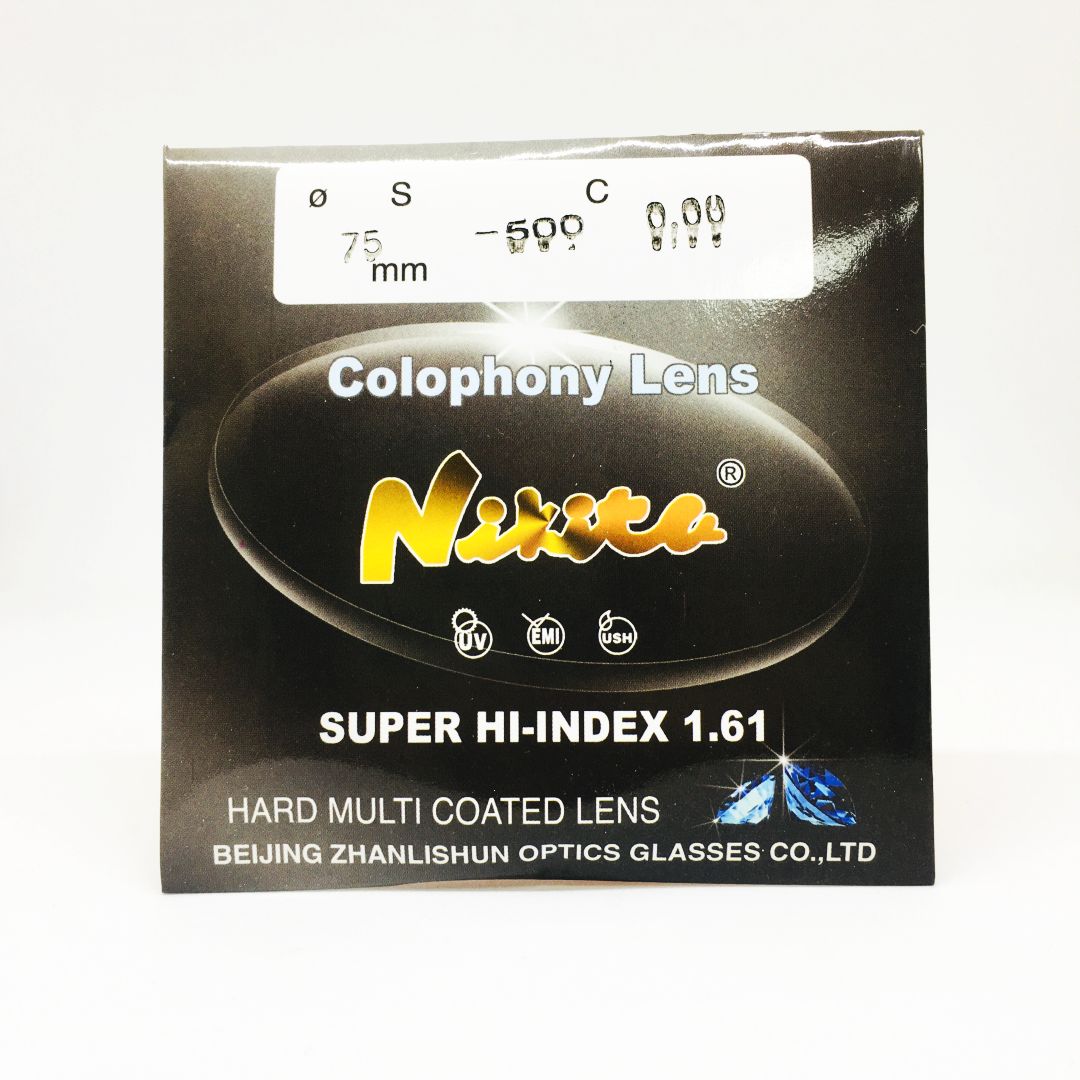 ø S C
75 -500 0.00
mm
Colophony Lens
Nikita ®
UV EMI USH
SUPER HI-INDEX 1.61
HARD MULTI COATED LENS
BEIJING ZHANLISHUN OPTICS GLASSES CO.,LTD